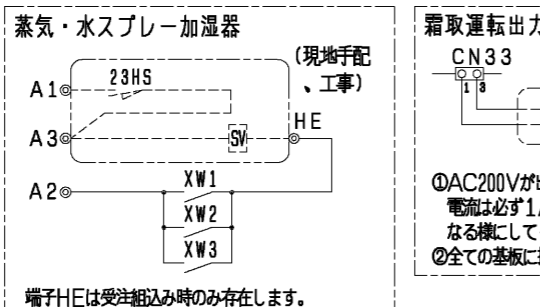 蒸気・水スプレー加湿器
(現地手配
、工事)
23HS
A1
A3
SV
HE
A2
XW1
XW2
XW3
端子HEは受注組込み時のみ存在します。
霜取運転出力
CN33
1 3
①AC200Vが
電流は必ず1
なる様にして
②全ての基板に